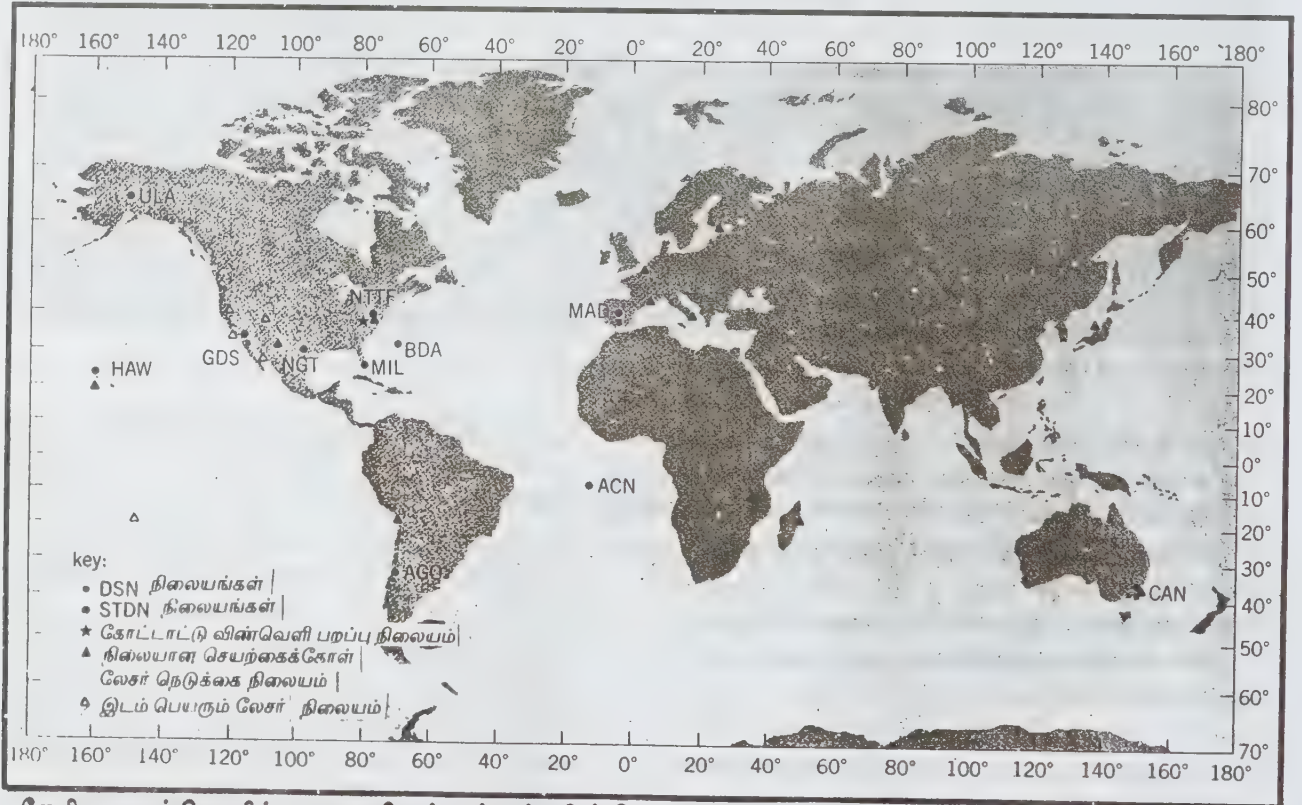 180° 160° 140° 120° 100° 80° 60° 40° 20° 0° 20° 40° 60° 80° 100° 120° 140° 160° 180°
80°
70°
ULA
60°
50°
NTTF
MAD
40°
BDA
GDS
NGT
MIL
HAW
30°
20°
10°
0°
ACN
10°
20°
key:
• DSN நிலையங்கள்
AGO
30°
• STDN நிலையங்கள்
CAN
40°
★ கோட்டாட்டு விண்வெளி பறப்பு நிலையம்
▲ நிலையான செயற்கைக்கோள்
50°
லேசர் நெடுக்கை நிலையம்
△ இடம் பெயரும் லேசர் நிலையம்
60°
70°
180° 160° 140° 120° 100° 80° 60° 40° 20° 0° 20° 40° 60° 80° 100° 120° 140° 160° 180°